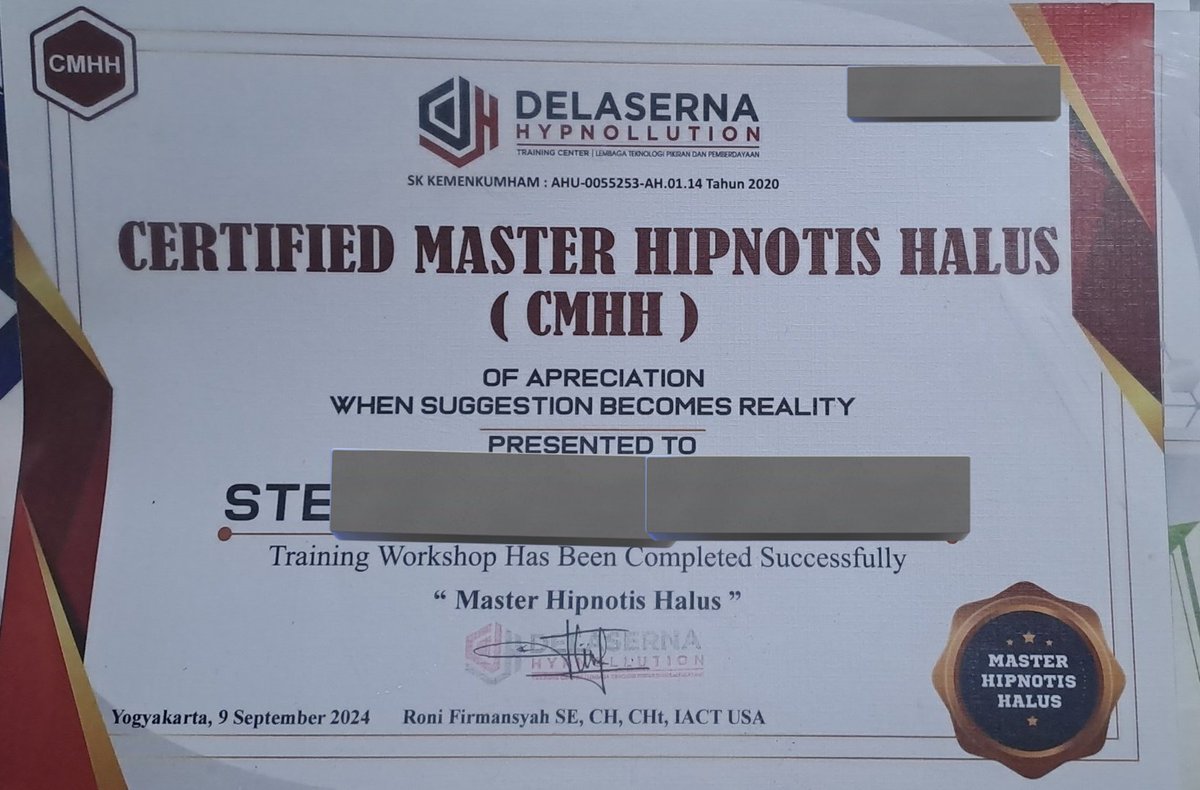 CMHH
DELASERNA
HYPNOLLUTION
TRAINING CENTER | LEMBAGA TEKNOLOGI PIKIRAN DAN PEMBERDAYAAN
SK KEMENKUMHAM : AHU-0055253-AH.01.14 Tahun 2020
CERTIFIED MASTER HIPNOTIS HALUS
( CMHH )
OF APRECIATION
WHEN SUGGESTION BECOMES REALITY
PRESENTED TO
STE
Training Workshop Has Been Completed Successfully
“ Master Hipnotis Halus ”
DELASERNA
HYPNOLLUTION
Yogyakarta, 9 September 2024 Roni Firmansyah SE, CH, CHt, IACT USA
MASTER
HIPNOTIS
HALUS